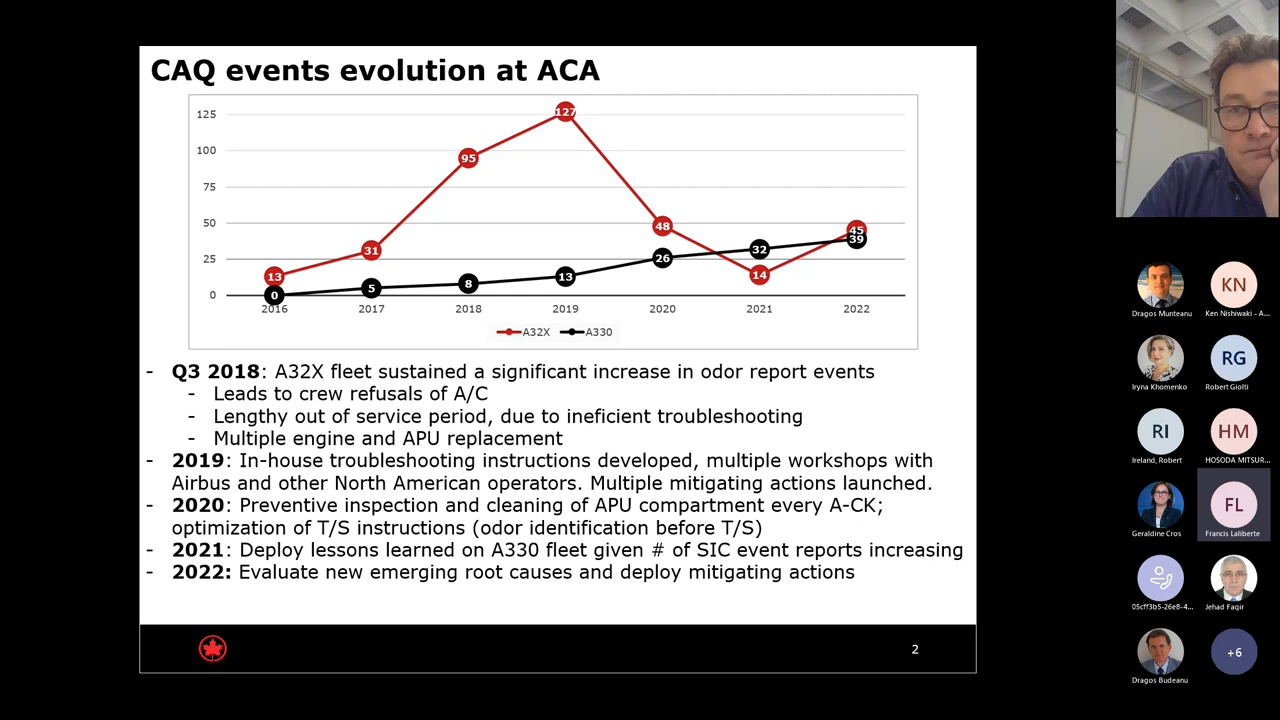 CAQ events evolution at ACA
125
100
75
50
25
0
13
31
95
127
48
14
45
0
5
8
13
26
32
39
2016
2017
2018
2019
2020
2021
2022
A32X
A330
- Q3 2018: A32X fleet sustained a significant increase in odor report events
- Leads to crew refusals of A/C
- Lengthy out of service period, due to ineficient troubleshooting
- Multiple engine and APU replacement
- 2019: In-house troubleshooting instructions developed, multiple workshops with
Airbus and other North American operators. Multiple mitigating actions launched.
- 2020: Preventive inspection and cleaning of APU compartment every A-CK;
optimization of T/S instructions (odor identification before T/S)
- 2021: Deploy lessons learned on A330 fleet given # of SIC event reports increasing
- 2022: Evaluate new emerging root causes and deploy mitigating actions
2
Dragos Munteanu
KN
Ken Nishiwaki - A...
Iryna Khomenko
RG
Robert Giolti
RI
Ireland, Robert
HM
HOSODA MITSUR...
Geraldine Cros
FL
Francis Laliberte
05cff3b5-26e8-4...
Jehad Faqir
Dragos Budeanu
+6